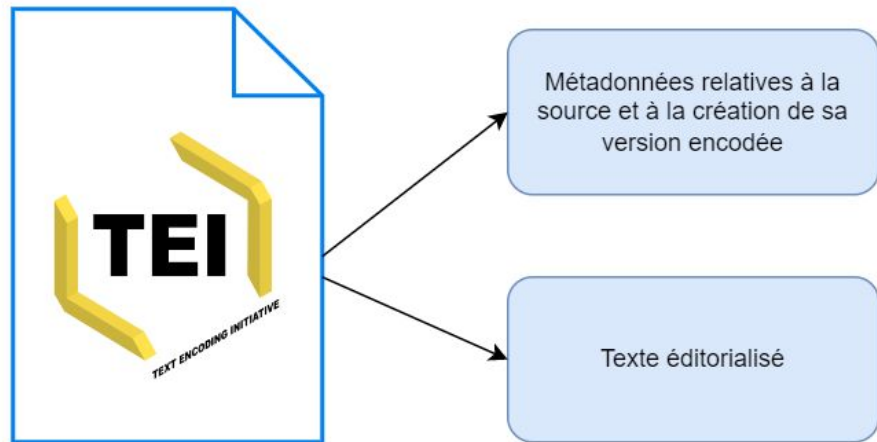 TEI
TEXT ENCODING INITIATIVE
Métadonnées relatives à la
source et à la création de sa
version encodée
Texte éditorialisé